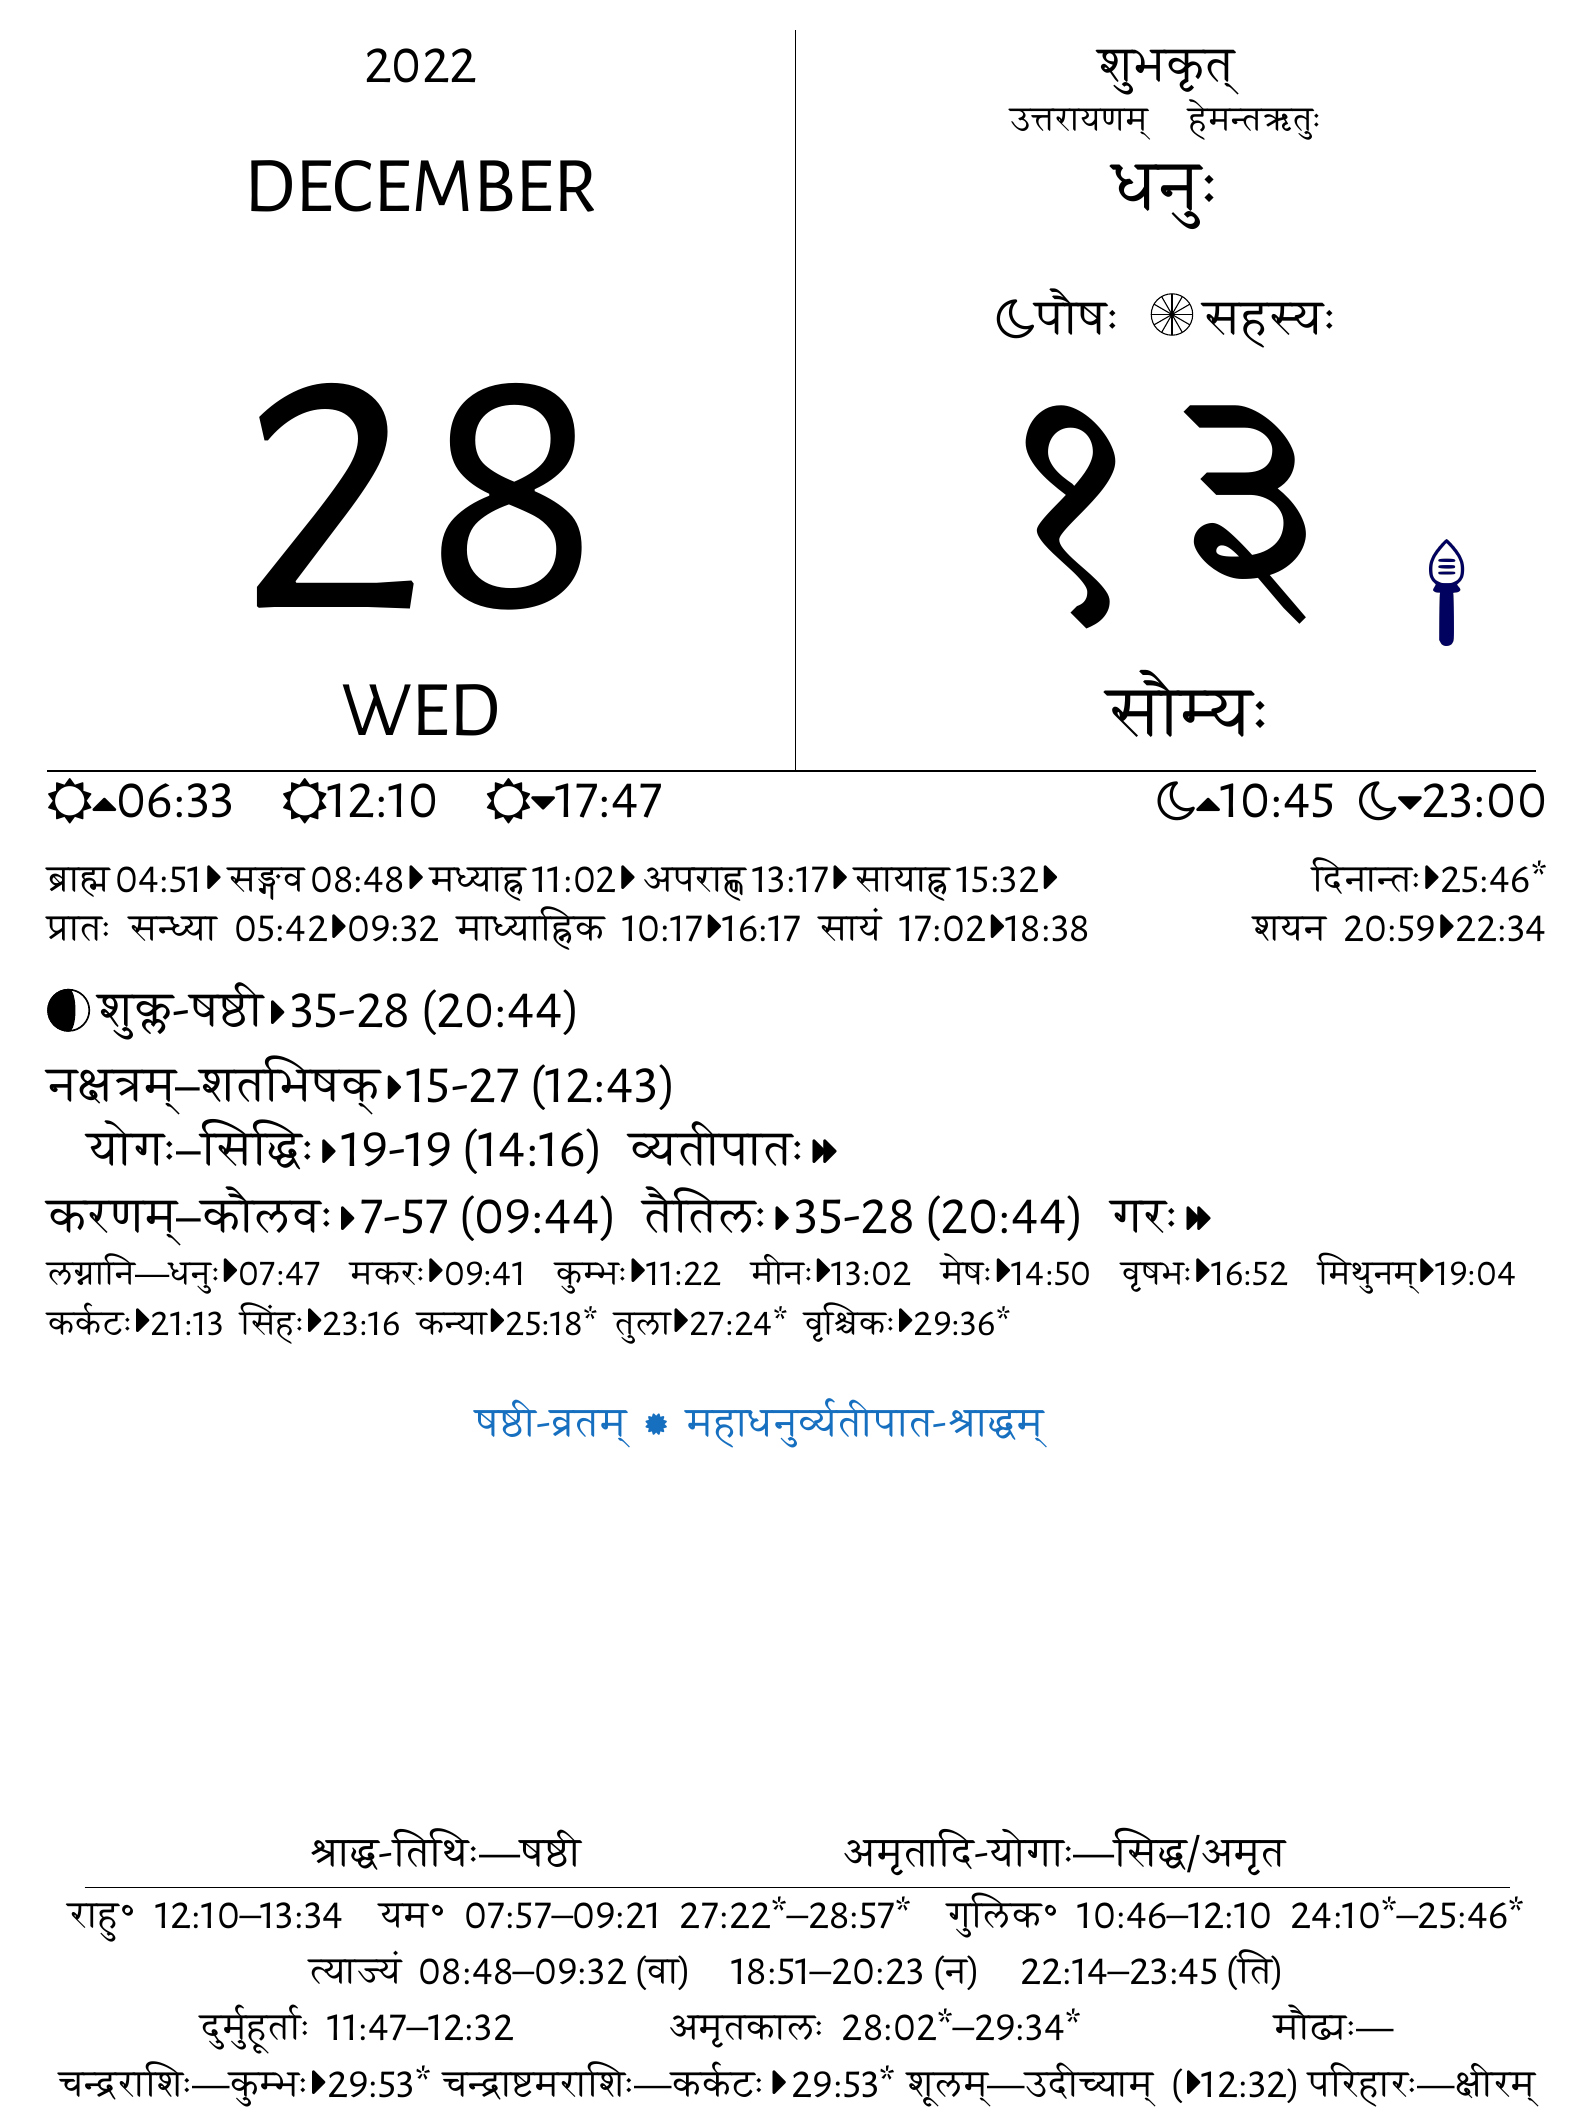 2022
DECEMBER
28
WED
शुभकृत्
उत्तरायणम् हेमन्तऋतुः
धनुः
पौषः सहस्यः
१३
सौम्यः
06:33 12:10 17:47 10:45 23:00
ब्राह्म 04:51 सङ्गव 08:48 मध्याह्न 11:02 अपराह्ण 13:17 सायाह्न 15:32 दिनान्तः 25:46*
प्रातः सन्ध्या 05:42 09:32 माध्याह्निक 10:17 16:17 सायं 17:02 18:38 शयन 20:59 22:34
शुक्ल-षष्ठी 35-28 (20:44)
नक्षत्रम्–शतभिषक् 15-27 (12:43)
योगः–सिद्धिः 19-19 (14:16) व्यतीपातः
करणम्–कौलवः 7-57 (09:44) तैतिलः 35-28 (20:44) गरः
लग्नानि—धनुः 07:47 मकरः 09:41 कुम्भः 11:22 मीनः 13:02 मेषः 14:50 वृषभः 16:52 मिथुनम् 19:04
कर्कटः 21:13 सिंहः 23:16 कन्या 25:18* तुला 27:24* वृश्चिकः 29:36*
षष्ठी-व्रतम् ✹ महाधनुर्व्यतीपात-श्राद्धम्
श्राद्ध-तिथिः—षष्ठी अमृतादि-योगाः—सिद्ध/अमृत
राहु॰ 12:10–13:34 यम॰ 07:57–09:21 27:22*–28:57* गुलिक॰ 10:46–12:10 24:10*–25:46*
त्याज्यं 08:48–09:32 (वा) 18:51–20:23 (न) 22:14–23:45 (ति)
दुर्मुहूर्ताः 11:47–12:32 अमृतकालः 28:02*–29:34* मौढ्यः—
चन्द्रराशिः—कुम्भः 29:53* चन्द्राष्टमराशिः—कर्कटः 29:53* शूलम्—उदीच्याम् (12:32) परिहारः—क्षीरम्